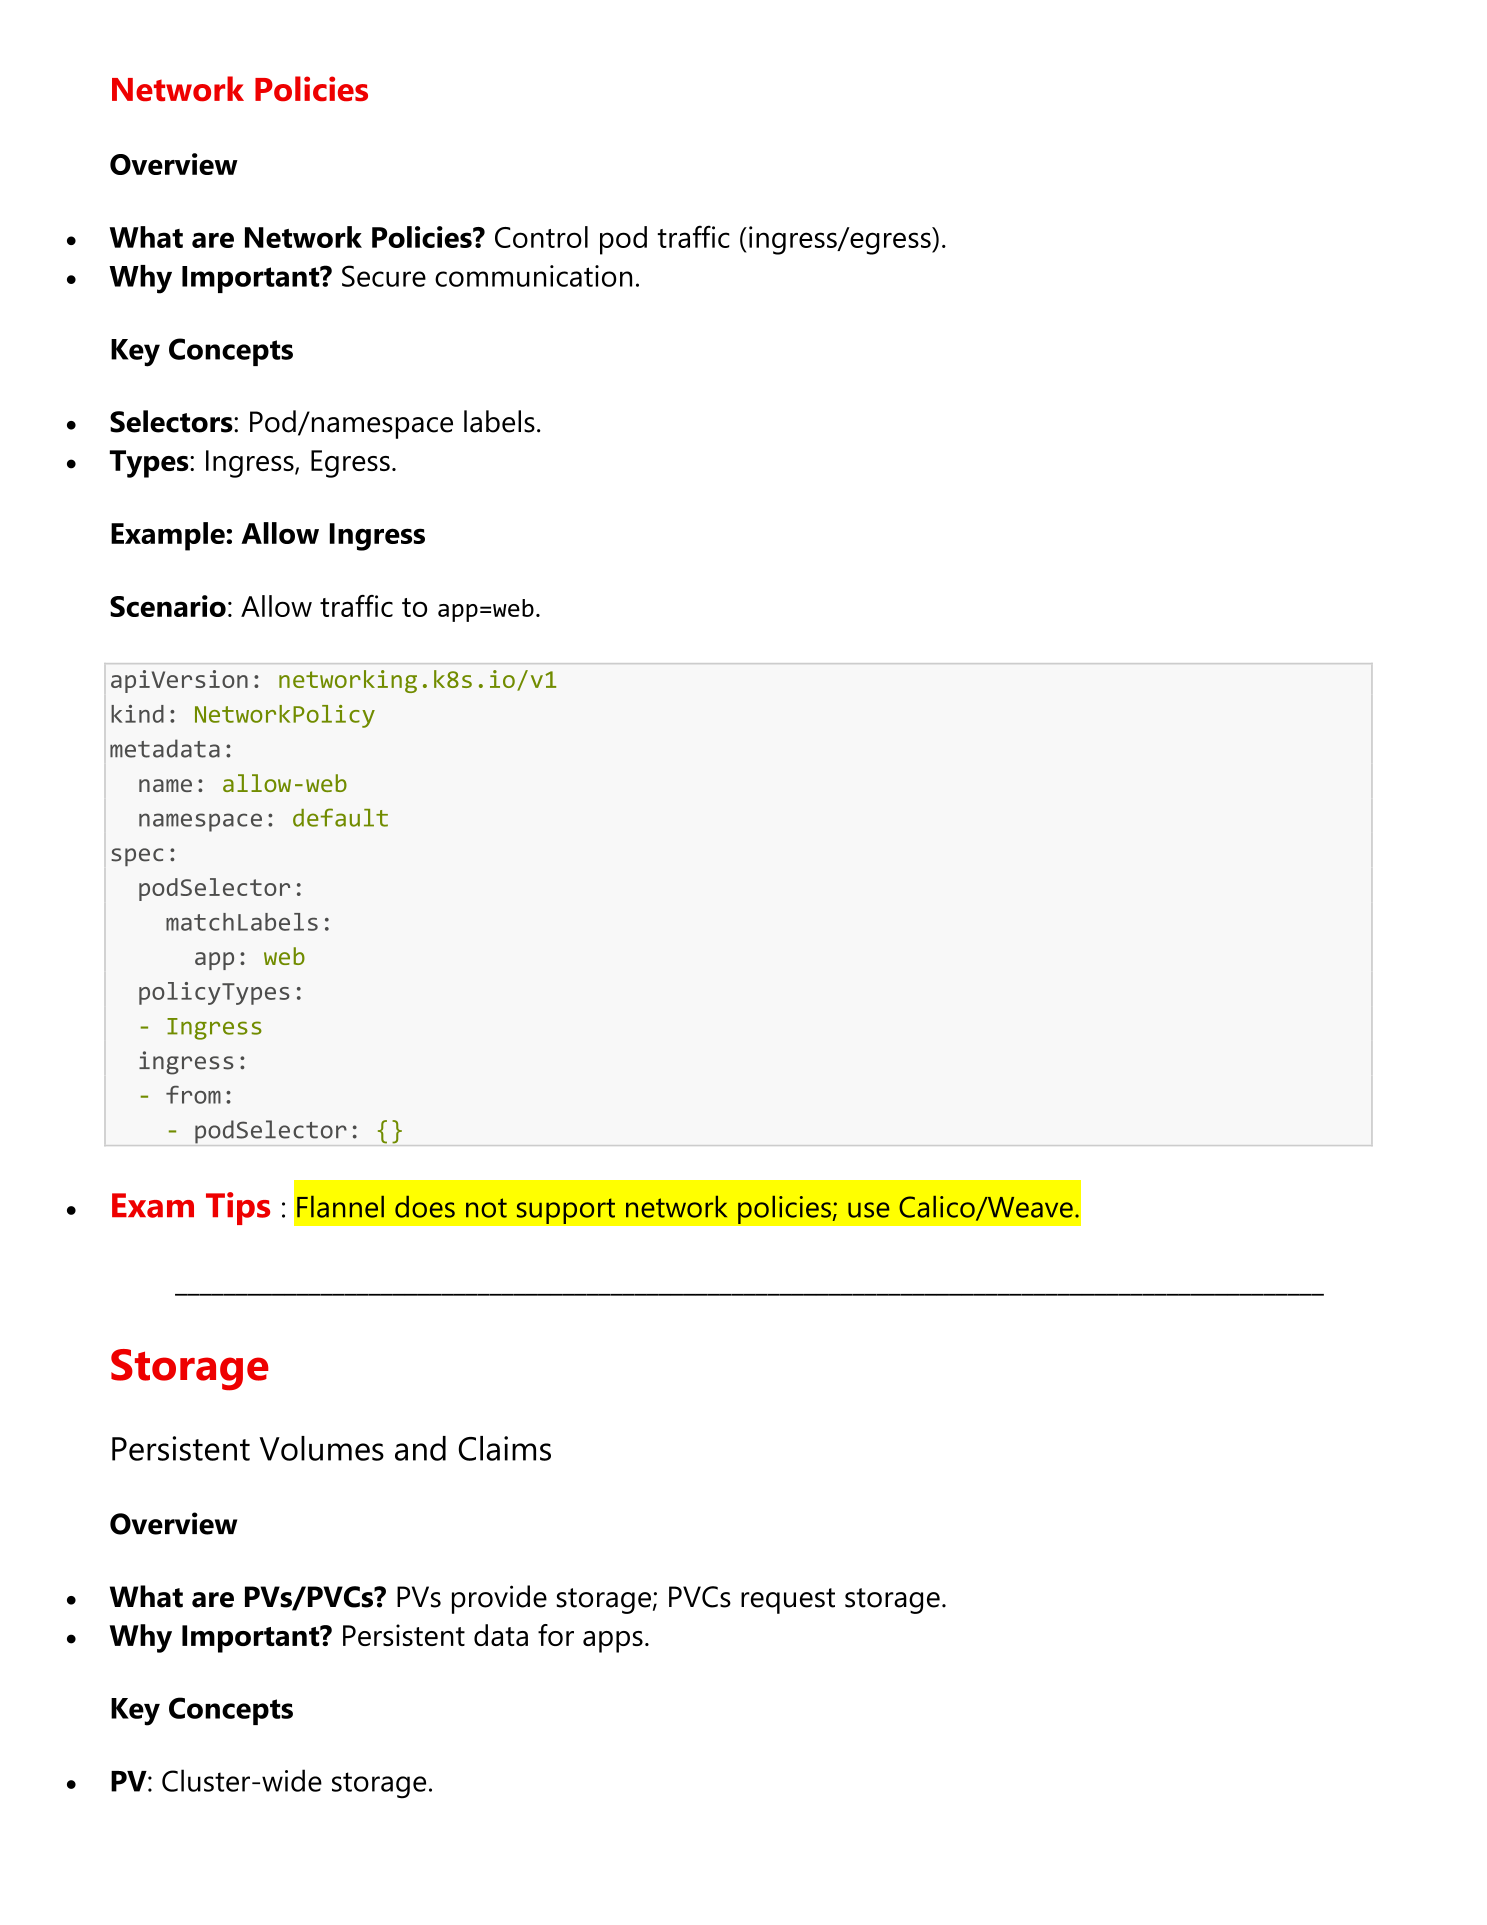 Network Policies
Overview
• What are Network Policies? Control pod traffic (ingress/egress).
• Why Important? Secure communication.
Key Concepts
• Selectors: Pod/namespace labels.
• Types: Ingress, Egress.
Example: Allow Ingress
Scenario: Allow traffic to app=web.
apiVersion: networking.k8s.io/v1
kind: NetworkPolicy
metadata:
  name: allow-web
  namespace: default
spec:
  podSelector:
    matchLabels:
      app: web
  policyTypes:
  - Ingress
  ingress:
  - from:
    - podSelector: {}
• Exam Tips : Flannel does not support network policies; use Calico/Weave.
Storage
Persistent Volumes and Claims
Overview
• What are PVs/PVCs? PVs provide storage; PVCs request storage.
• Why Important? Persistent data for apps.
Key Concepts
• PV: Cluster-wide storage.